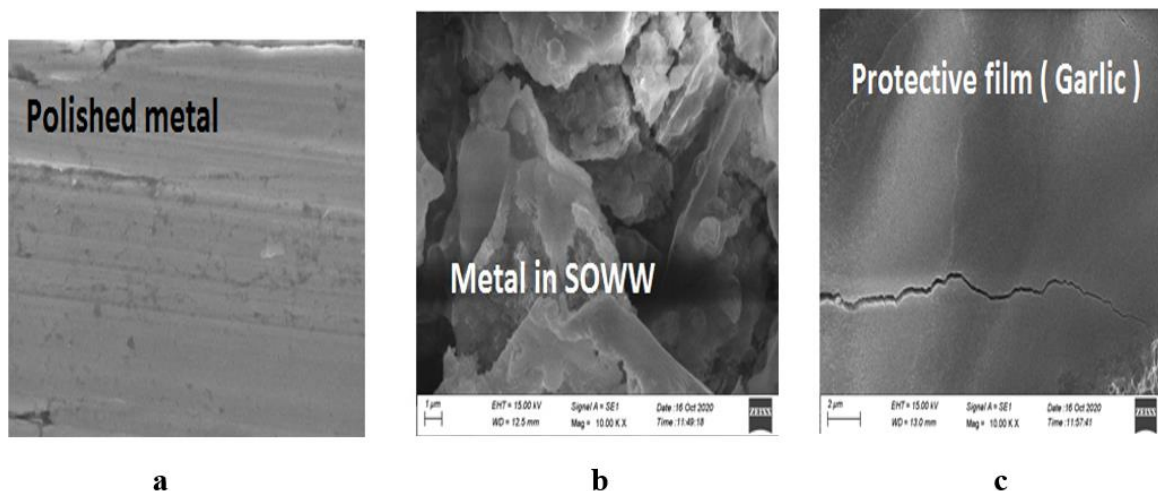 Polished metal
Metal in SOWW
1 µm
EHT = 15.00 kV
Signal A = SE1
Date :16 Oct 2020
WD = 12.5 mm
Mag = 10.00 K X
Time :11:49:18
ZEISS
Protective film ( Garlic )
2 µm
EHT = 15.00 kV
Signal A = SE1
Date :16 Oct 2020
WD = 13.0 mm
Mag = 10.00 K X
Time :11:57:41
ZEISS
a
b
c